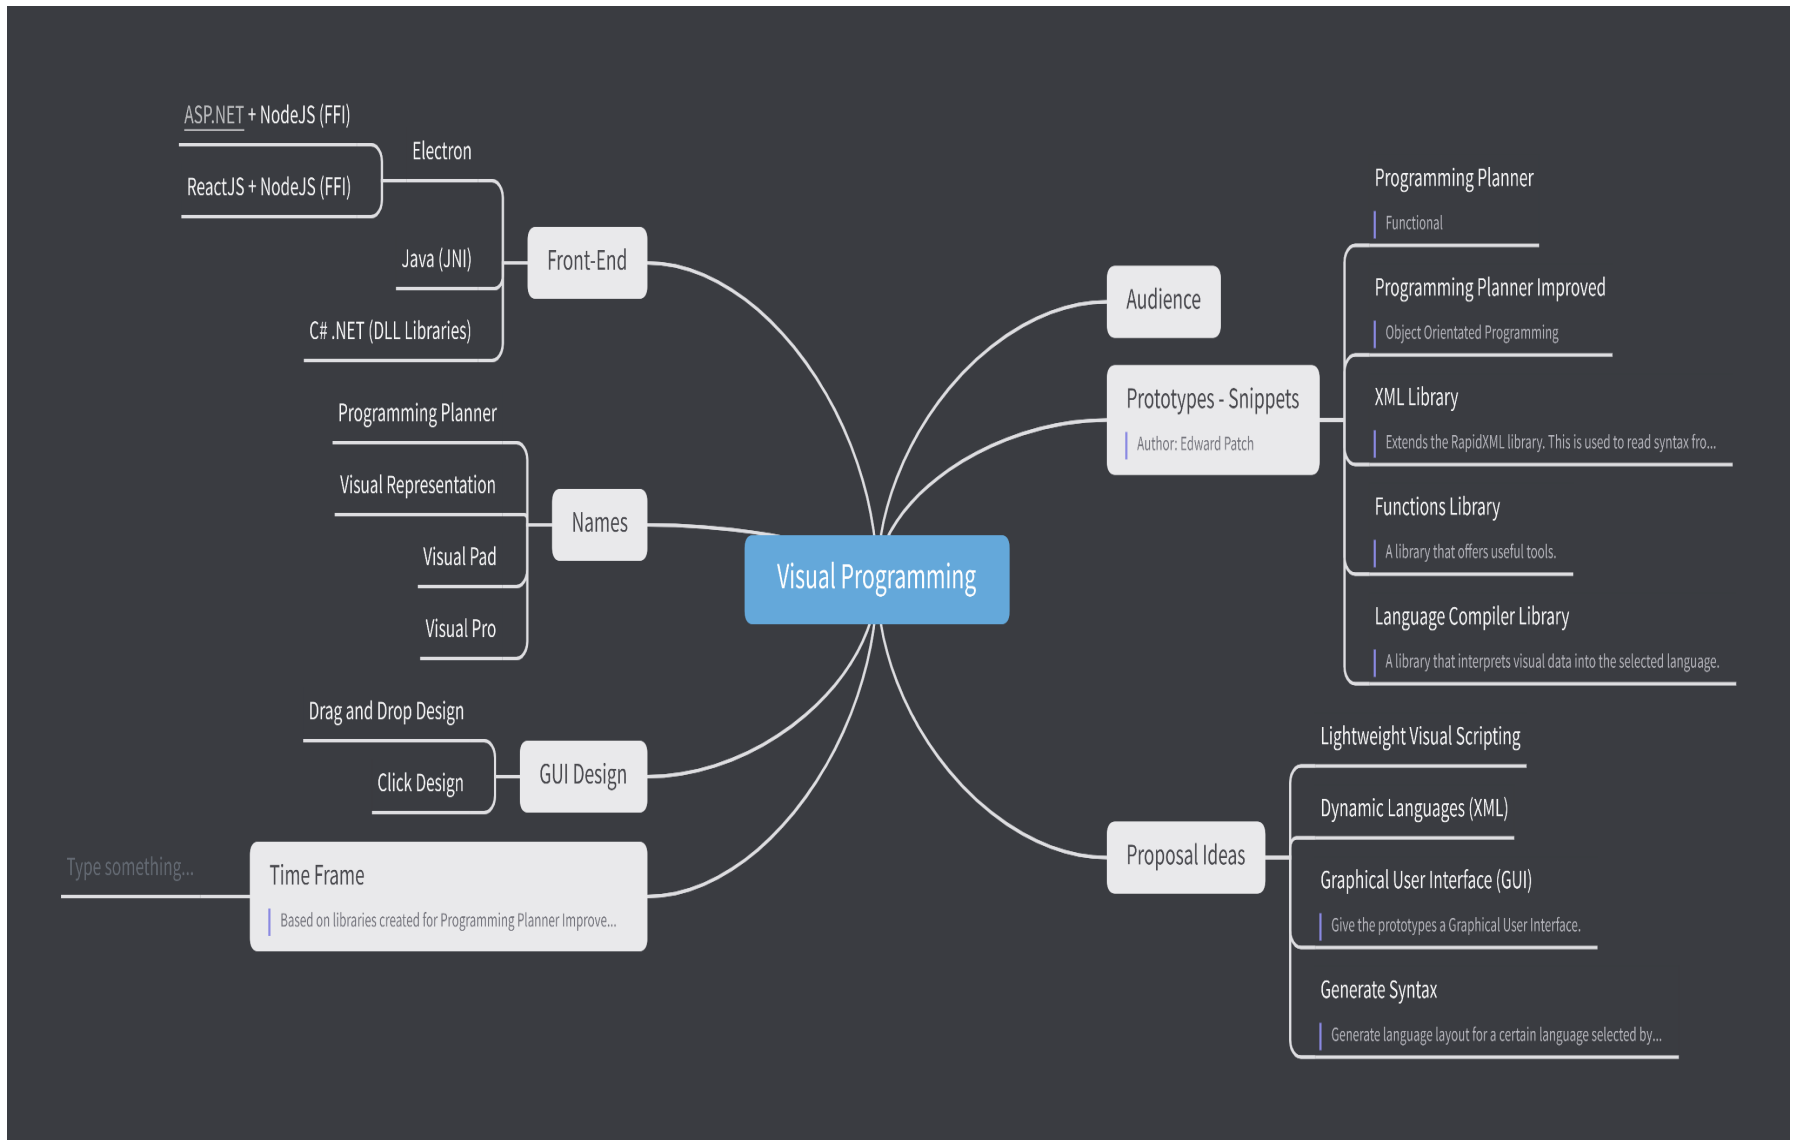 ASP.NET + NodeJS (FFI)
Electron
ReactJS + NodeJS (FFI)
Java (JNI)
C# .NET (DLL Libraries)
Front-End
Programming Planner
Visual Representation
Visual Pad
Visual Pro
Names
Drag and Drop Design
Click Design
GUI Design
Type something...
Time Frame
Based on libraries created for Programming Planner Improve...
Visual Programming
Audience
Prototypes - Snippets
Author: Edward Patch
Programming Planner
Functional
Programming Planner Improved
Object Orientated Programming
XML Library
Extends the RapidXML library. This is used to read syntax fro...
Functions Library
A library that offers useful tools.
Language Compiler Library
A library that interprets visual data into the selected language.
Proposal Ideas
Lightweight Visual Scripting
Dynamic Languages (XML)
Graphical User Interface (GUI)
Give the prototypes a Graphical User Interface.
Generate Syntax
Generate language layout for a certain language selected by...